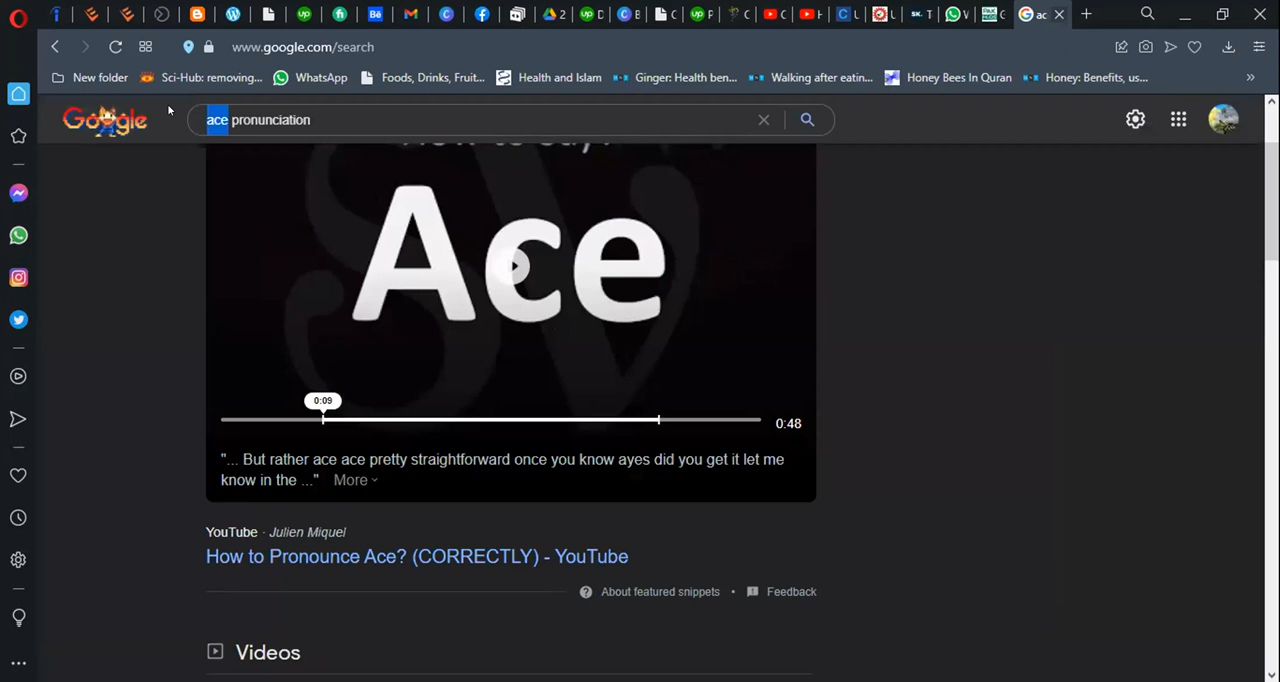 2
D
C
B
C
P
C
C
H
U
T
V
G
ac
www.google.com/search
New folder
Sci-Hub: removing...
WhatsApp
Foods, Drinks, Fruit...
Health and Islam
Ginger: Health ben...
Walking after eatin...
Honey Bees In Quran
Honey: Benefits, us...
»
Google
ace pronunciation
Ace
0:09
0:48
"... But rather ace ace pretty straightforward once you know ayes did you get it let me
know in the ..." More
YouTube · Julien Miquel
How to Pronounce Ace? (CORRECTLY) - YouTube
About featured snippets • Feedback
Videos